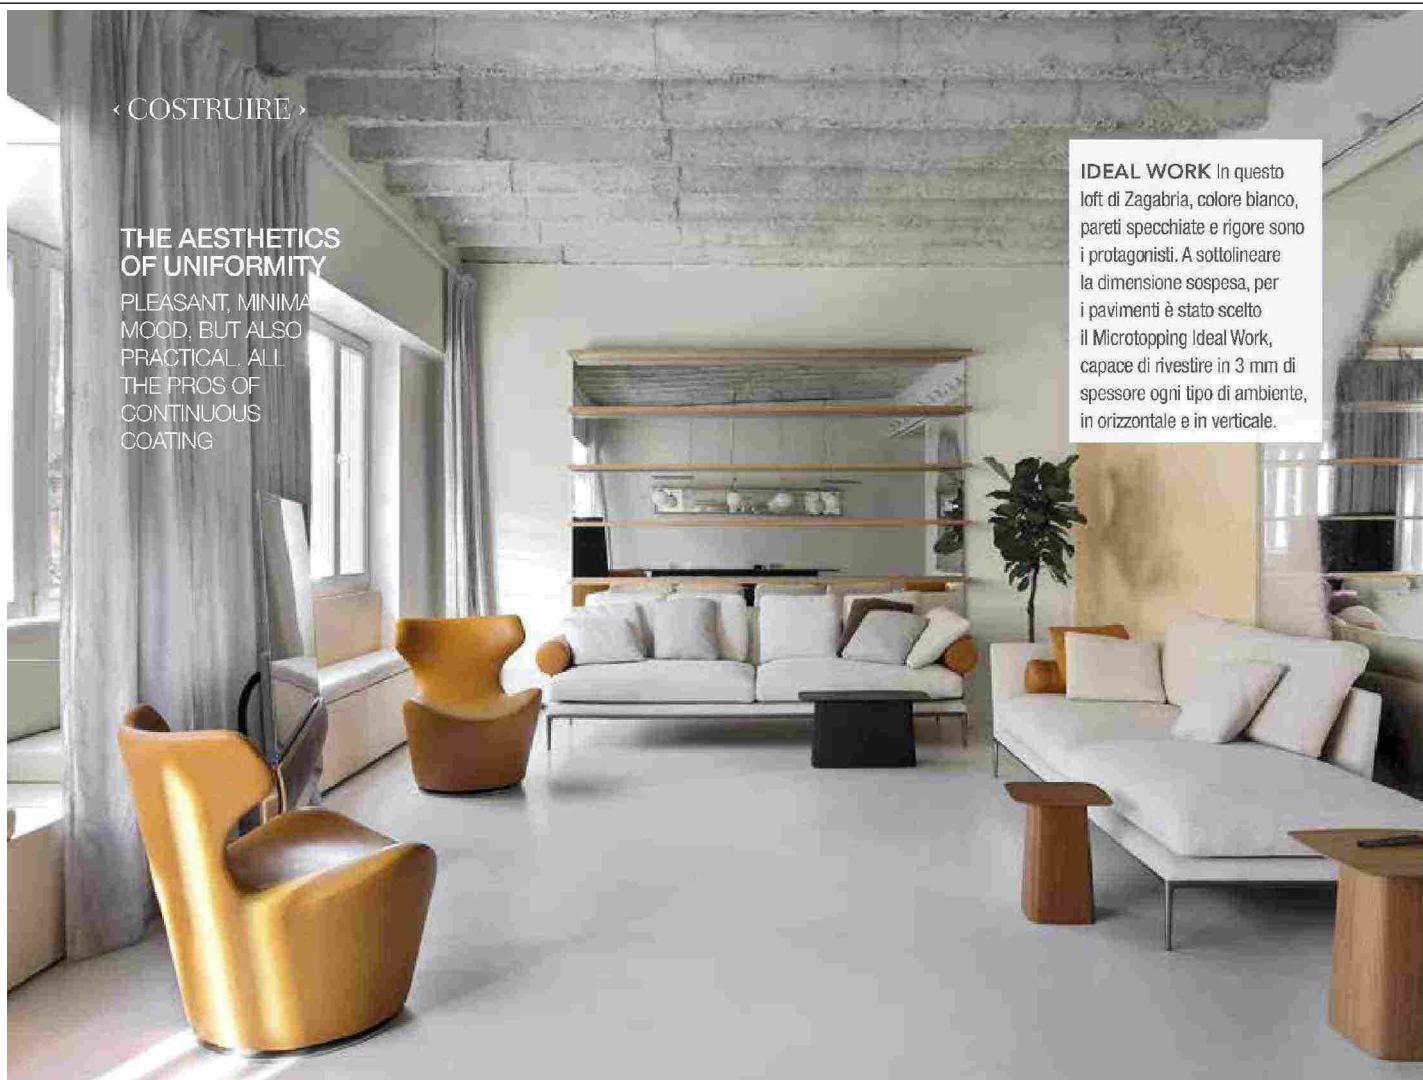 ‹ COSTRUIRE ›
THE AESTHETICS
OF UNIFORMITY
PLEASANT, MINIMAL
MOOD, BUT ALSO
PRACTICAL. ALL
THE PROS OF
CONTINUOUS
COATING
IDEAL WORK In questo
loft di Zagabria, colore bianco,
pareti specchiate e rigore sono
i protagonisti. A sottolineare
la dimensione sospesa, per
i pavimenti è stato scelto
il Microtopping Ideal Work,
capace di rivestire in 3 mm di
spessore ogni tipo di ambiente,
in orizzontale e in verticale.